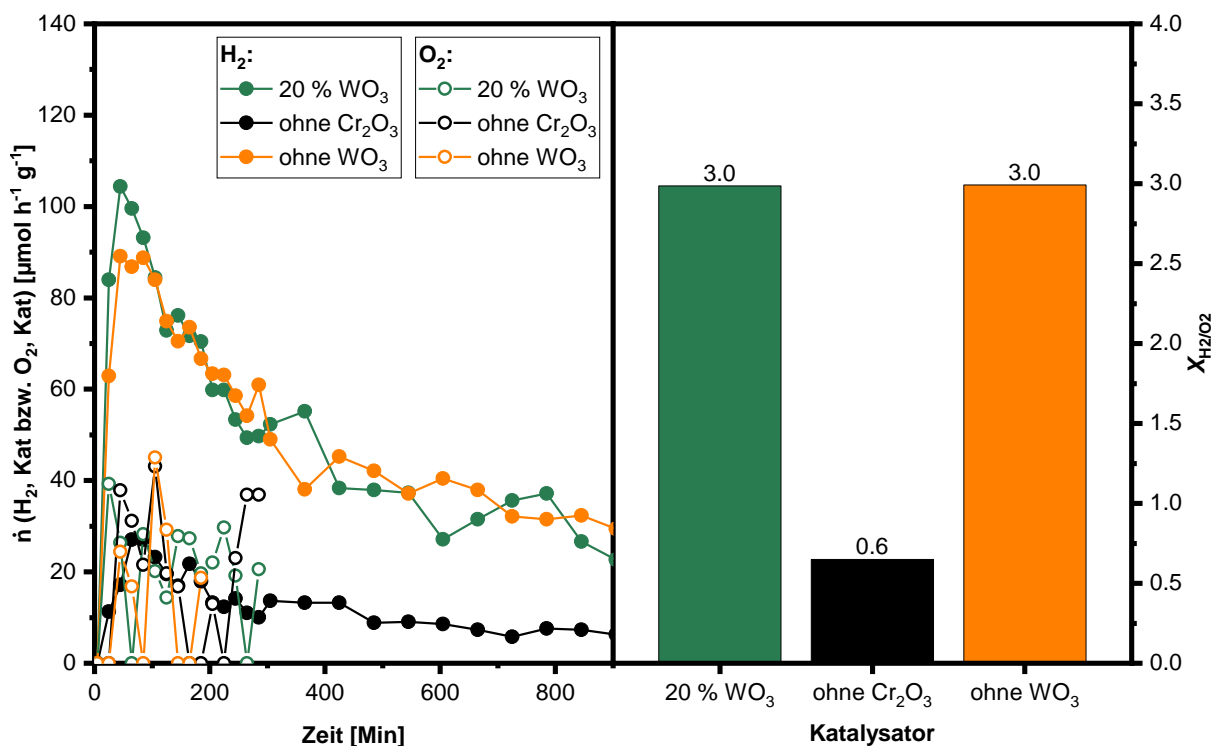 140
120
100
80
60
40
20
0
ṅ (H₂, Kat bzw. O₂, Kat) [µmol h⁻¹ g⁻¹]
H₂:
20 % WO₃
ohne Cr₂O₃
ohne WO₃
O₂:
20 % WO₃
ohne Cr₂O₃
ohne WO₃
0 200 400 600 800
Zeit [Min]
3.0
0.6
3.0
20 % WO₃ ohne Cr₂O₃ ohne WO₃
Katalysator
4.0
3.5
3.0
2.5
2.0
1.5
1.0
0.5
0.0
X_H2/O2